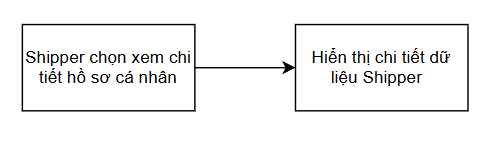 Shipper chọn xem chi
tiết hồ sơ cá nhân
Hiển thị chi tiết dữ
liệu Shipper